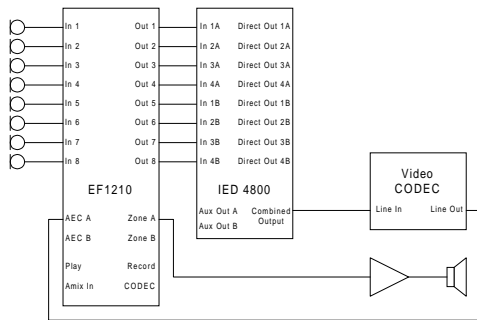 In 1 Out 1 In 1A Direct Out 1A
In 2 Out 2 In 2A Direct Out 2A
In 3 Out 3 In 3A Direct Out 3A
In 4 Out 4 In 4A Direct Out 4A
In 5 Out 5 In 1B Direct Out 1B
In 6 Out 6 In 2B Direct Out 2B
In 7 Out 7 In 3B Direct Out 3B
In 8 Out 8 In 4B Direct Out 4B
EF1210
IED 4800
Video
CODEC
Line In Line Out
AEC A Zone A
AEC B Zone B
Aux Out A Combined
Aux Out B Output
Play Record
Amix In CODEC